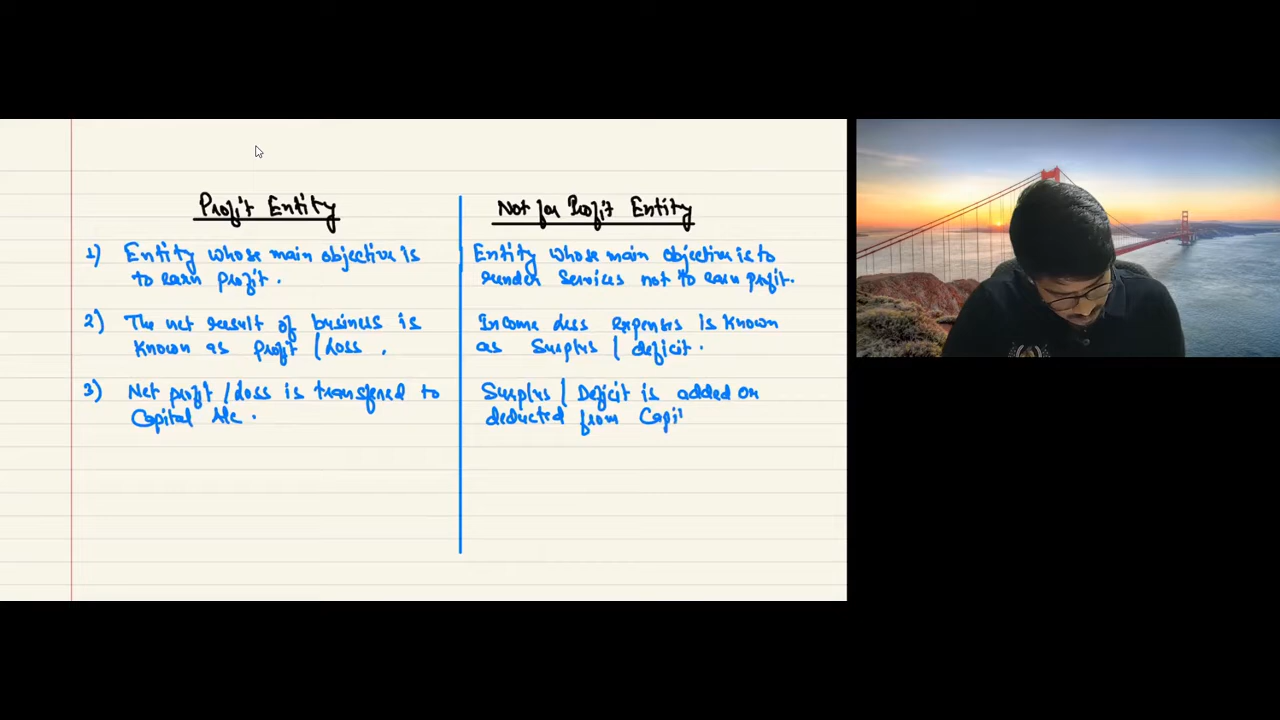 Profit Entity
Not for Profit Entity
1) Entity whose main objective is
to earn profit.
Entity whose main objective is to
render services not to earn profit.
2) The net result of business is
known as profit / Loss.
Income less expenses is known
as Surplus / deficit.
3) Net profit / Loss is transfered to
Capital A/c.
Surplus / Deficit is added or
deducted from Capi